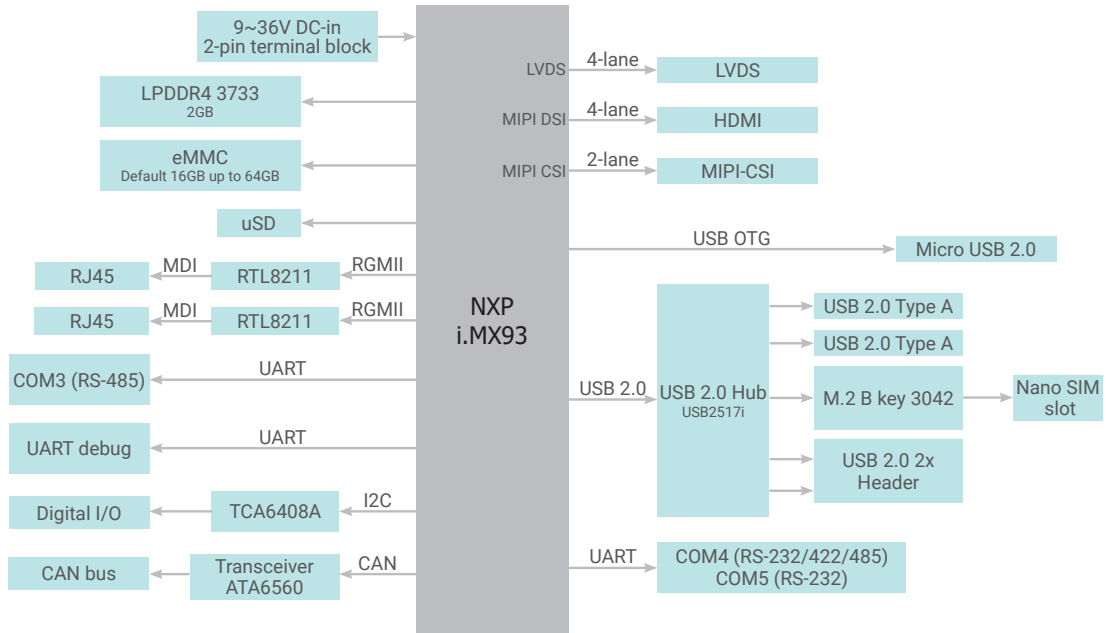 9~36V DC-in
2-pin terminal block
LPDDR4 3733
2GB
eMMC
Default 16GB up to 64GB
uSD
RJ45
MDI
RTL8211
RGMII
RJ45
MDI
RTL8211
RGMII
COM3 (RS-485)
UART
UART debug
UART
Digital I/O
TCA6408A
I2C
CAN bus
Transceiver
ATA6560
CAN
NXP
i.MX93
LVDS
4-lane
LVDS
MIPI DSI
4-lane
HDMI
MIPI CSI
2-lane
MIPI-CSI
USB OTG
Micro USB 2.0
USB 2.0
USB 2.0 Hub
USB2517i
USB 2.0 Type A
USB 2.0 Type A
M.2 B key 3042
Nano SIM
slot
USB 2.0 2x
Header
UART
COM4 (RS-232/422/485)
COM5 (RS-232)